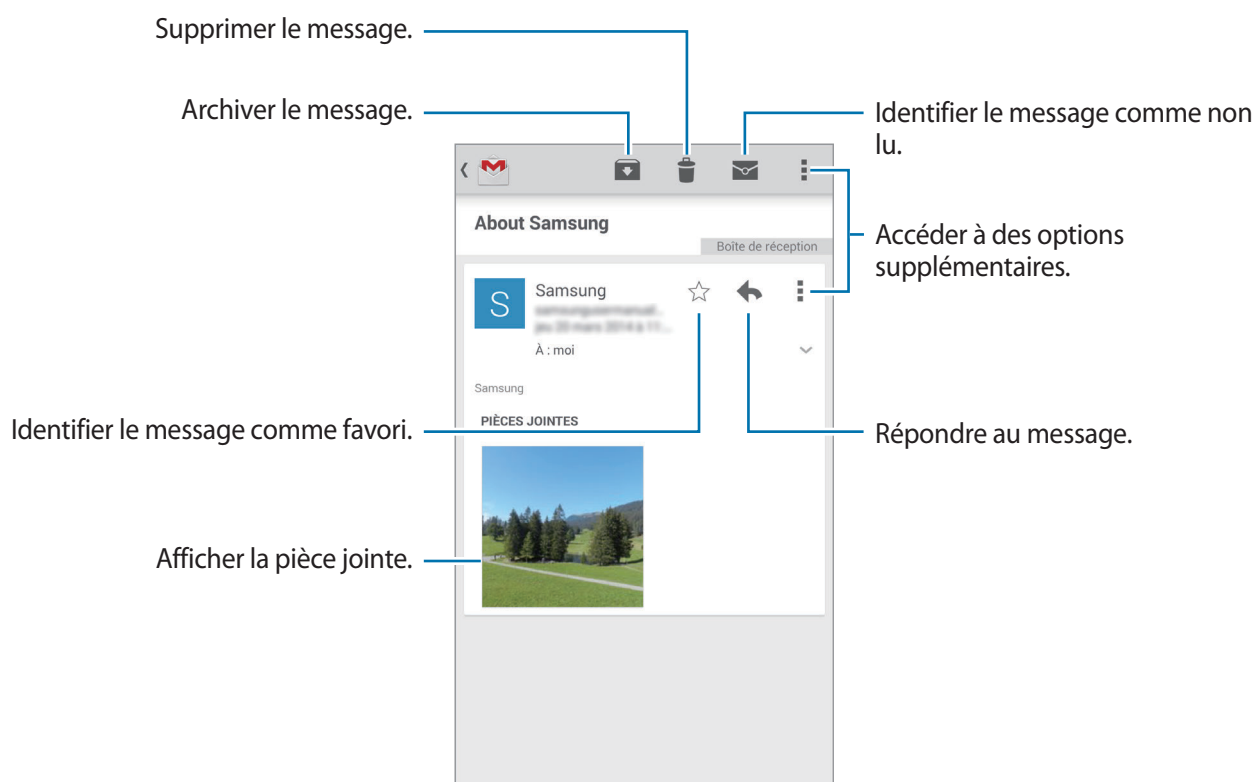 Supprimer le message.
Archiver le message.
Identifier le message comme non
lu.
About Samsung
Boîte de réception
Accéder à des options
supplémentaires.
S
Samsung
À : moi
Samsung
PIÈCES JOINTES
Identifier le message comme favori.
Répondre au message.
Afficher la pièce jointe.